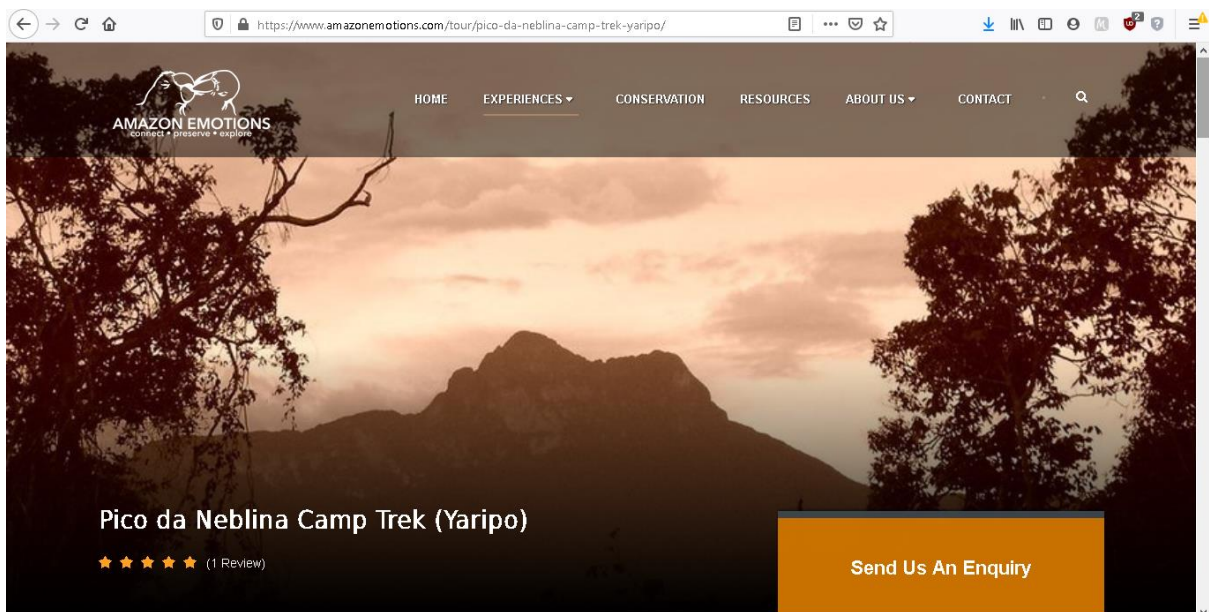 https://www.amazonemotions.com/tour/pico-da-neblina-camp-trek-yaripo/
2
AMAZON EMOTIONS
connect • preserve • explore
HOME EXPERIENCES CONSERVATION RESOURCES ABOUT US CONTACT
Pico da Neblina Camp Trek (Yaripo)
(1 Review)
Send Us An Enquiry